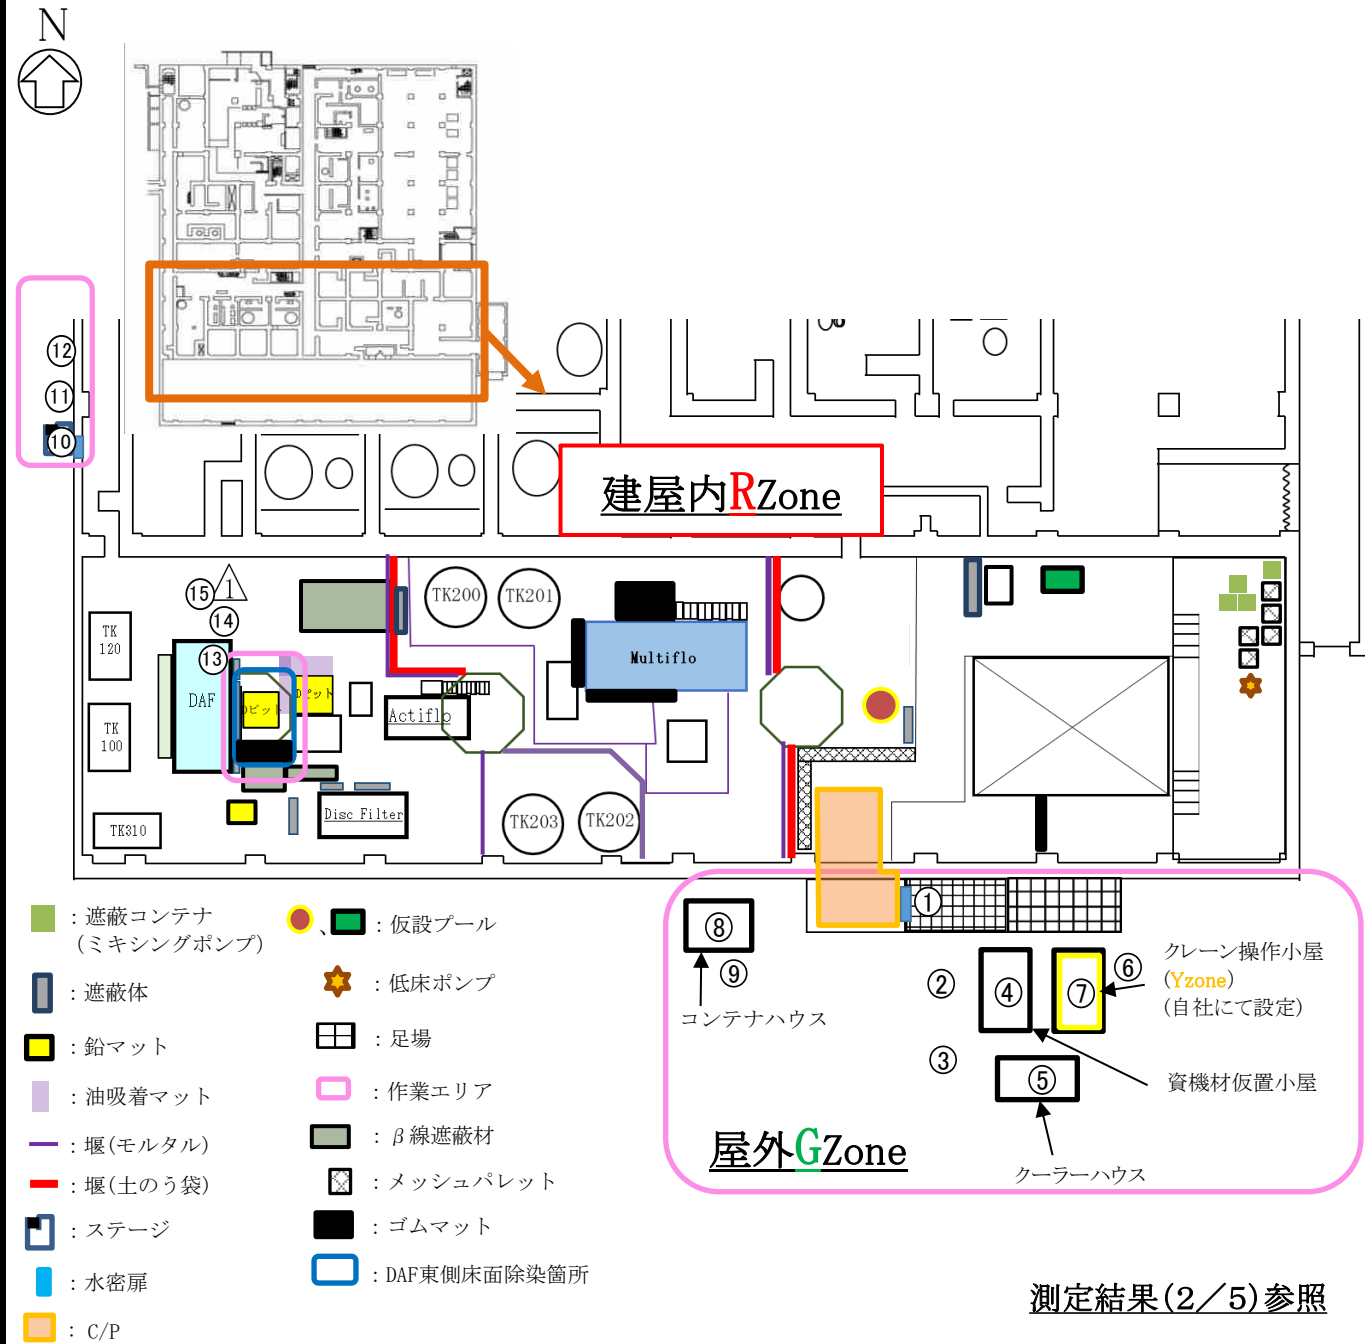 N
⑫
⑪
⑩
建屋内RZone
⑮
1
⑭
⑬
TK
120
TK
100
TK310
DAF
Dピット
Dピット
Actiflo
Disc Filter
TK200
TK201
TK203
TK202
Multiflo
①
②
③
④
⑤
⑥
⑦
⑧
⑨
コンテナハウス
クレーン操作小屋
(Yzone)
(自社にて設定)
資機材仮置小屋
クーラーハウス
屋外GZone
：遮蔽コンテナ
(ミキシングポンプ)
：遮蔽体
：鉛マット
：油吸着マット
：堰(モルタル)
：堰(土のう袋)
：ステージ
：水密扉
：C/P
、：仮設プール
：低床ポンプ
：足場
：作業エリア
：β線遮蔽材
：メッシュパレット
：ゴムマット
：DAF東側床面除染箇所
測定結果(2／5)参照